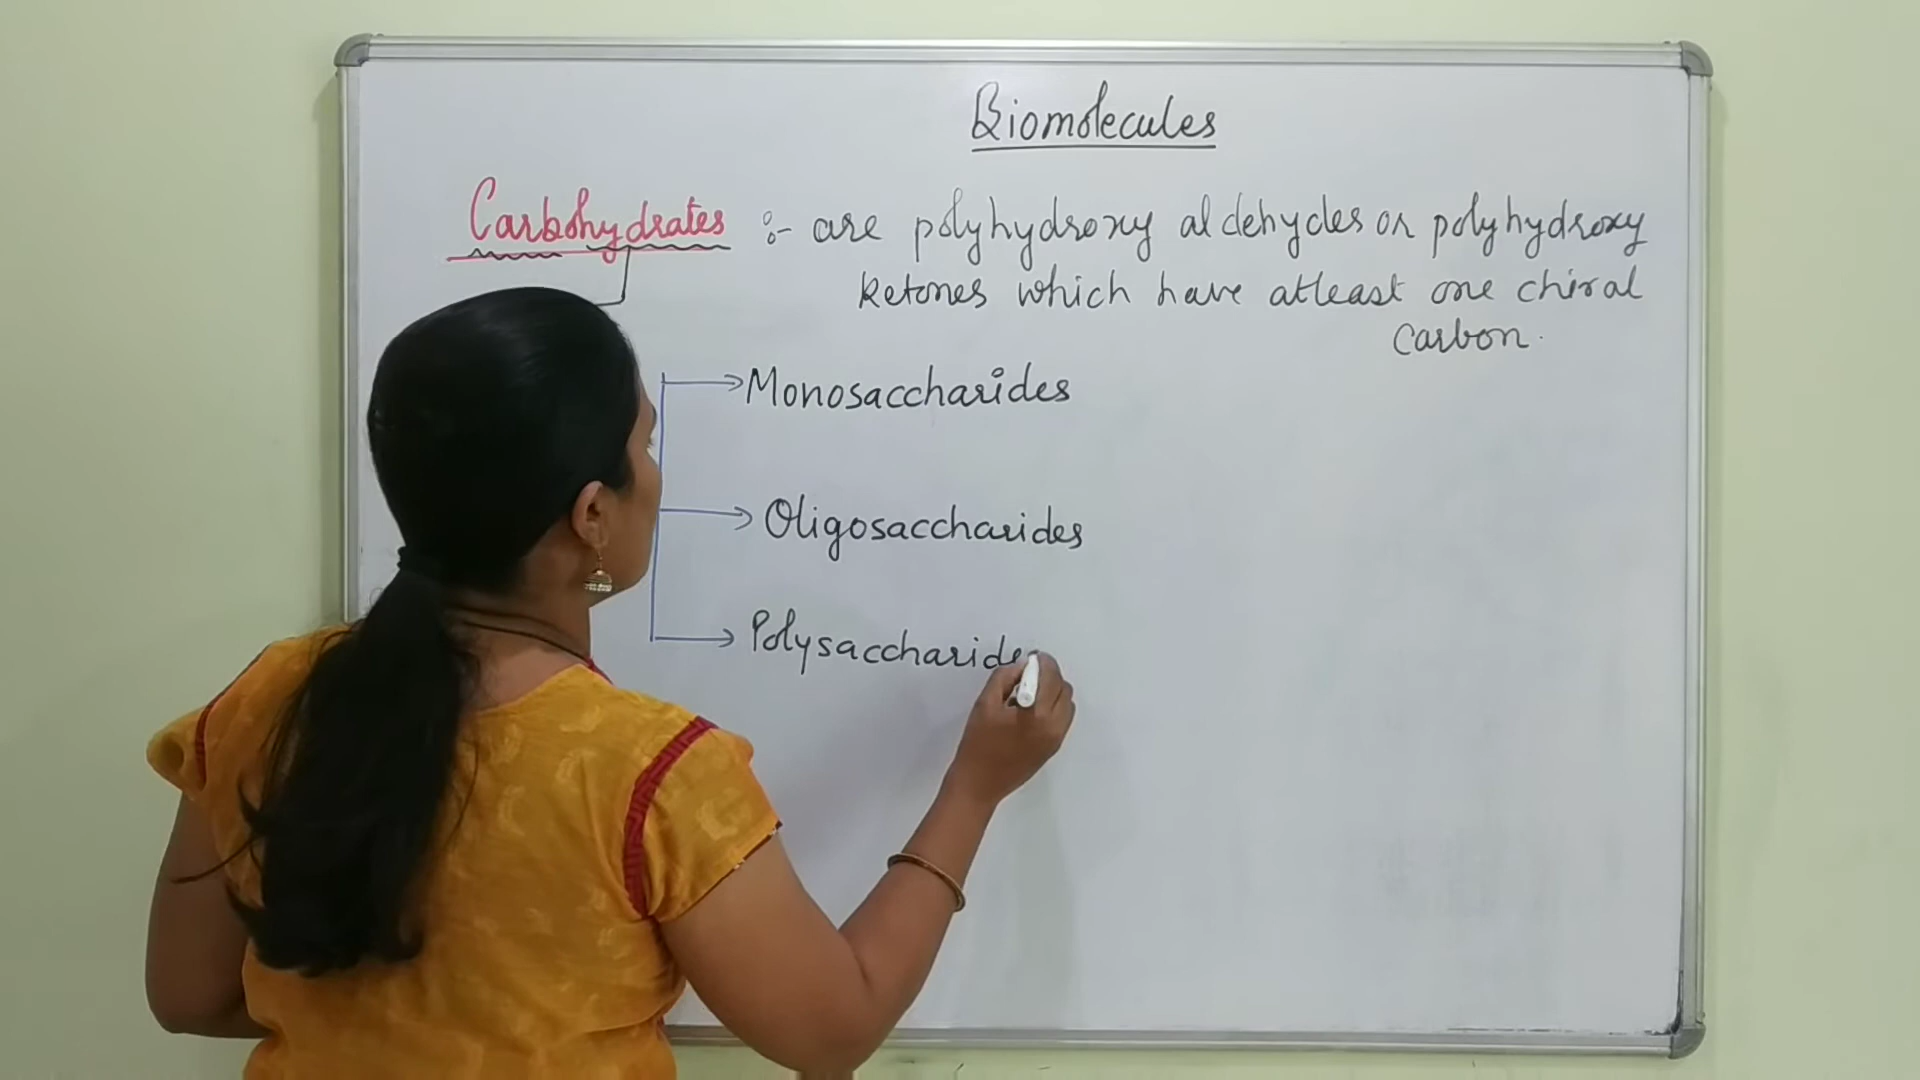 Biomolecules
Carbohydrates :- are polyhydroxy aldehydes or polyhydroxy
ketones which have atleast one chiral
carbon.
Monosaccharides
Oligosaccharides
Polysaccharide